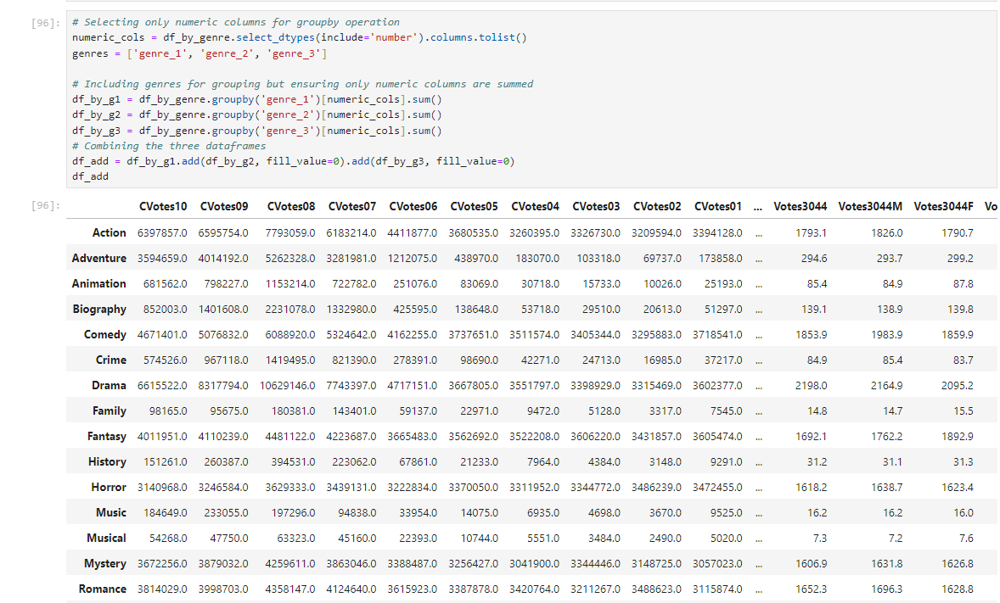 [96]: # Selecting only numeric columns for groupby operation
numeric_cols = df_by_genre.select_dtypes(include='number').columns.tolist()
genres = ['genre_1', 'genre_2', 'genre_3']
# Including genres for grouping but ensuring only numeric columns are summed
df_by_g1 = df_by_genre.groupby('genre_1')[numeric_cols].sum()
df_by_g2 = df_by_genre.groupby('genre_2')[numeric_cols].sum()
df_by_g3 = df_by_genre.groupby('genre_3')[numeric_cols].sum()
# Combining the three dataframes
df_add = df_by_g1.add(df_by_g2, fill_value=0).add(df_by_g3, fill_value=0)
df_add
[96]: CVotes10 CVotes09 CVotes08 CVotes07 CVotes06 CVotes05 CVotes04 CVotes03 CVotes02 CVotes01 ... Votes3044 Votes3044M Votes3044F Vo
Action 6397857.0 6595754.0 7793059.0 6183214.0 4411877.0 3680535.0 3260395.0 3326730.0 3209594.0 3394128.0 ... 1793.1 1826.0 1790.7
Adventure 3594659.0 4014192.0 5262328.0 3281981.0 1212075.0 438970.0 183070.0 103318.0 69737.0 173858.0 ... 294.6 293.7 299.2
Animation 681562.0 798227.0 1153214.0 722782.0 251076.0 83069.0 30718.0 15733.0 10026.0 25193.0 ... 85.4 84.9 87.8
Biography 852003.0 1401608.0 2231078.0 1332980.0 425595.0 138648.0 53718.0 29510.0 20613.0 51297.0 ... 139.1 138.9 139.8
Comedy 4671401.0 5076832.0 6088920.0 5324642.0 4162255.0 3737651.0 3511574.0 3405344.0 3295883.0 3718541.0 ... 1853.9 1983.9 1859.9
Crime 574526.0 967118.0 1419495.0 821390.0 278391.0 98690.0 42271.0 24713.0 16985.0 37217.0 ... 84.9 85.4 83.7
Drama 6615522.0 8317794.0 10629146.0 7743397.0 4717151.0 3667805.0 3551797.0 3398929.0 3315469.0 3602377.0 ... 2198.0 2164.9 2095.2
Family 98165.0 95675.0 180381.0 143401.0 59137.0 22971.0 9472.0 5128.0 3317.0 7545.0 ... 14.8 14.7 15.5
Fantasy 4011951.0 4110239.0 4481122.0 4223687.0 3665483.0 3562692.0 3522208.0 3606220.0 3431857.0 3605474.0 ... 1692.1 1762.2 1892.9
History 151261.0 260387.0 394531.0 223062.0 67861.0 21233.0 7964.0 4384.0 3148.0 9291.0 ... 31.2 31.1 31.3
Horror 3140968.0 3246584.0 3629333.0 3439131.0 3222834.0 3370050.0 3311952.0 3344772.0 3486239.0 3472455.0 ... 1618.2 1638.7 1623.4
Music 184649.0 233055.0 197296.0 94838.0 33954.0 14075.0 6935.0 4698.0 3670.0 9525.0 ... 16.2 16.2 16.0
Musical 54268.0 47750.0 63323.0 45160.0 22393.0 10744.0 5551.0 3484.0 2490.0 5020.0 ... 7.3 7.2 7.6
Mystery 3672256.0 3879032.0 4259611.0 3863046.0 3388487.0 3256427.0 3041900.0 3344446.0 3148725.0 3057023.0 ... 1606.9 1631.8 1626.8
Romance 3814029.0 3998703.0 4358147.0 4124640.0 3615923.0 3387878.0 3420764.0 3211267.0 3488623.0 3115874.0 ... 1652.3 1696.3 1628.8